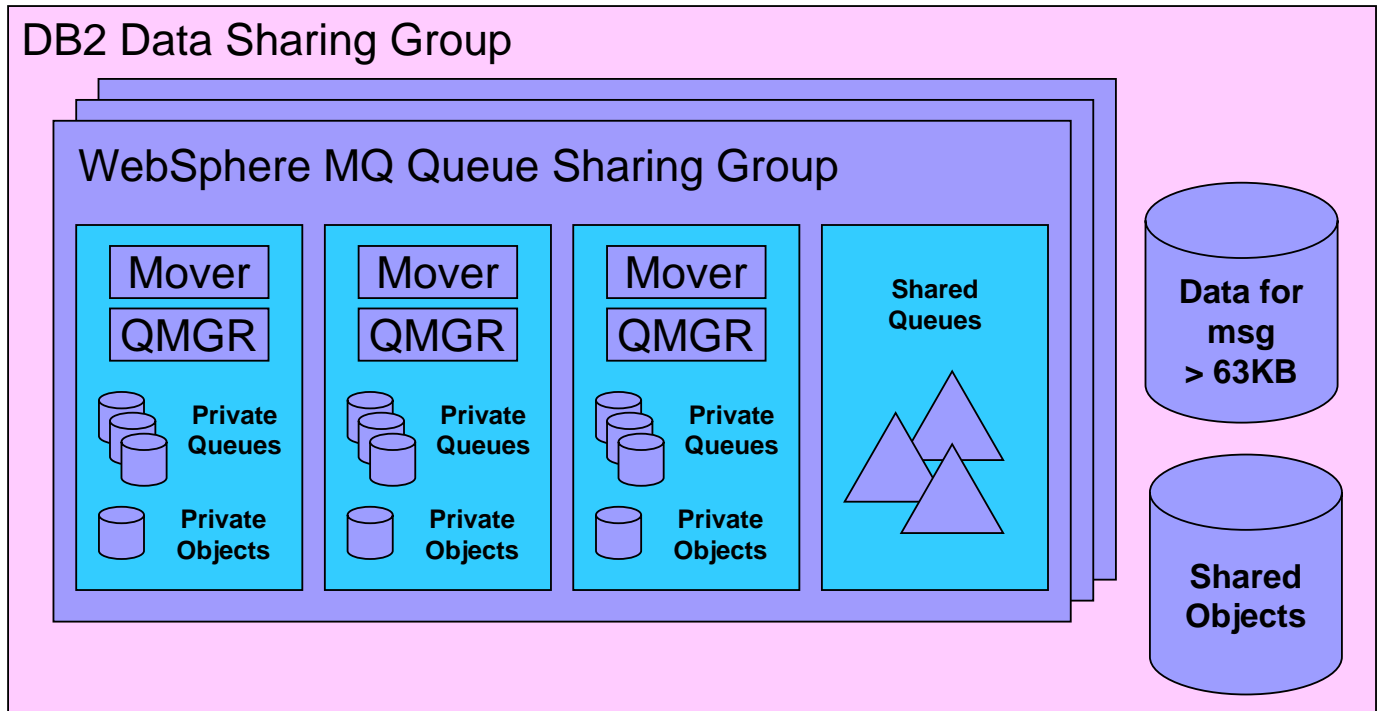 DB2 Data Sharing Group
WebSphere MQ Queue Sharing Group
Mover
QMGR
Private
Queues
Private
Objects
Mover
QMGR
Private
Queues
Private
Objects
Mover
QMGR
Private
Queues
Private
Objects
Shared
Queues
Data for
msg
> 63KB
Shared
Objects